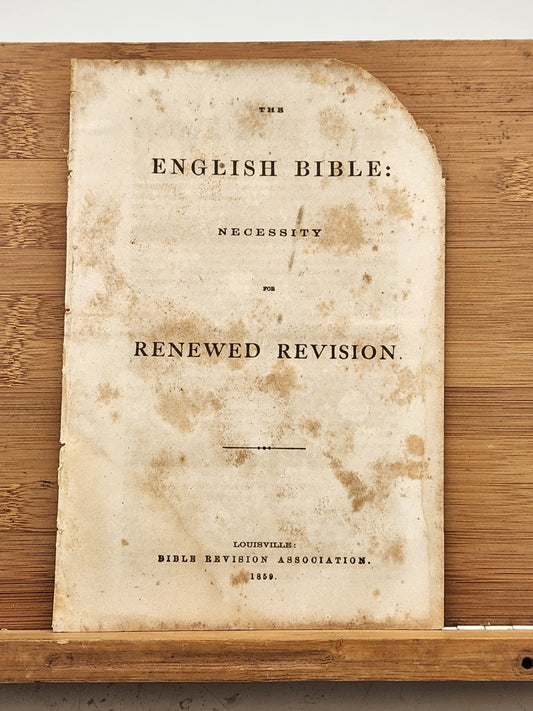 THE
ENGLISH BIBLE:
NECESSITY
FOR
RENEWED REVISION.
LOUISVILLE:
BIBLE REVISION ASSOCIATION.
1859.